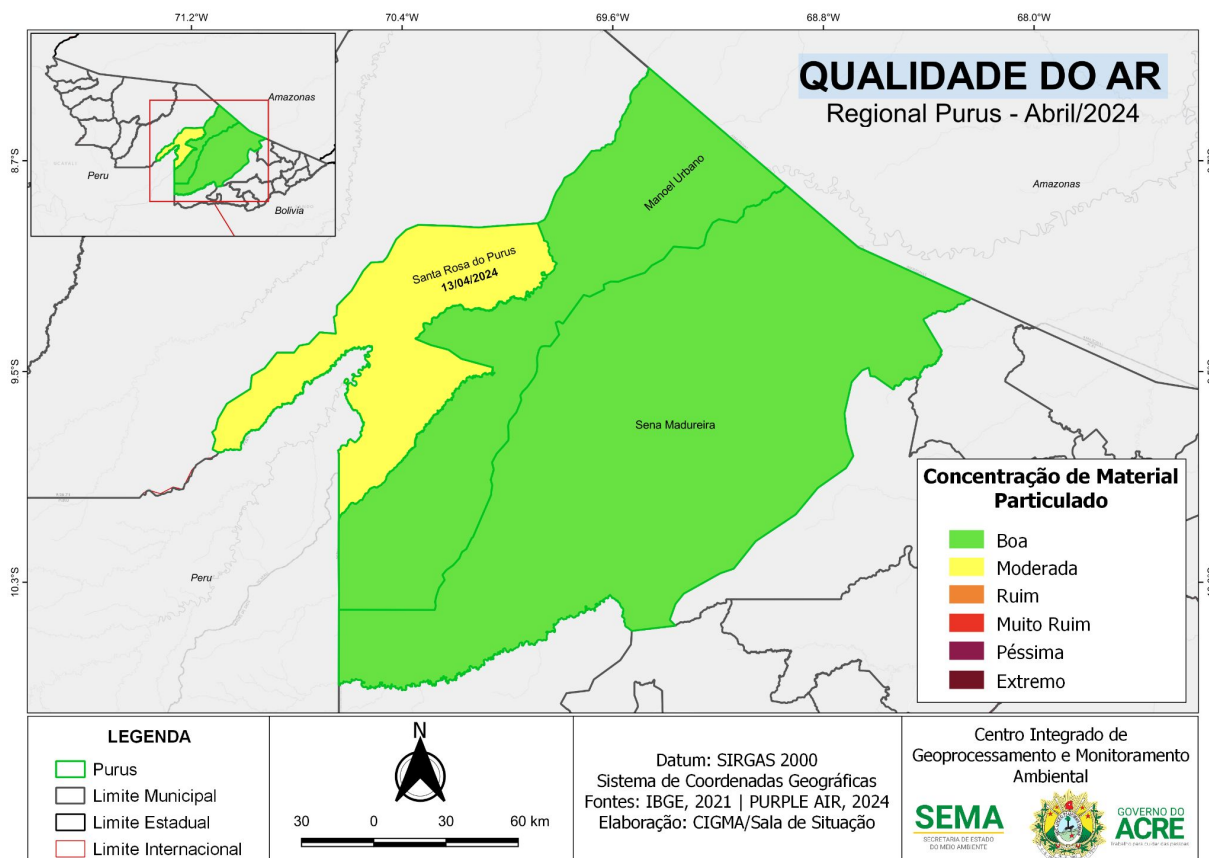 71.2°W
70.4°W
69.6°W
68.8°W
68.0°W
QUALIDADE DO AR
Regional Purus - Abril/2024
Amazonas
Peru
Bolivia
8.7°S
Amazonas
Manoel Urbano
Santa Rosa do Purus
13/04/2024
9.5°S
Sena Madureira
Peru
10.3°S
Concentração de Material
Particulado
Boa
Moderada
Ruim
Muito Ruim
Péssima
Extremo
LEGENDA
Purus
Limite Municipal
Limite Estadual
Limite Internacional
N
30 0 30 60 km
Datum: SIRGAS 2000
Sistema de Coordenadas Geográficas
Fontes: IBGE, 2021 | PURPLE AIR, 2024
Elaboração: CIGMA/Sala de Situação
Centro Integrado de
Geoprocessamento e Monitoramento
Ambiental
SEMA
SECRETARIA DE ESTADO
DO MEIO AMBIENTE
GOVERNO DO
ACRE
Trabalho para cuidar das pessoas